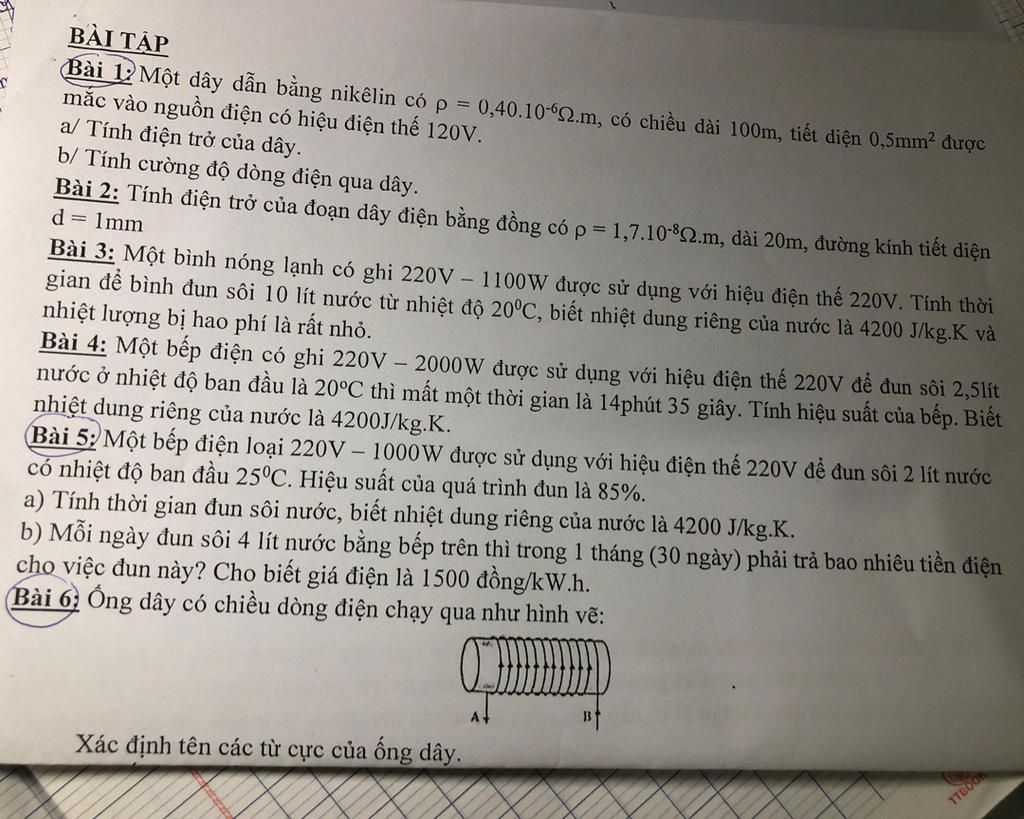 BÀI TẬP
Bài 1: Một dây dẫn bằng nikêlin có ρ = 0,40.10⁻⁶Ω.m, có chiều dài 100m, tiết diện 0,5mm² được
mắc vào nguồn điện có hiệu điện thế 120V.
a/ Tính điện trở của dây.
b/ Tính cường độ dòng điện qua dây.
Bài 2: Tính điện trở của đoạn dây điện bằng đồng có ρ = 1,7.10⁻⁸Ω.m, dài 20m, đường kính tiết diện
d = 1mm
Bài 3: Một bình nóng lạnh có ghi 220V – 1100W được sử dụng với hiệu điện thế 220V. Tính thời
gian để bình đun sôi 10 lít nước từ nhiệt độ 20⁰C, biết nhiệt dung riêng của nước là 4200 J/kg.K và
nhiệt lượng bị hao phí là rất nhỏ.
Bài 4: Một bếp điện có ghi 220V – 2000W được sử dụng với hiệu điện thế 220V để đun sôi 2,5lít
nước ở nhiệt độ ban đầu là 20ºC thì mất một thời gian là 14phút 35 giây. Tính hiệu suất của bếp. Biết
nhiệt dung riêng của nước là 4200J/kg.K.
Bài 5: Một bếp điện loại 220V – 1000W được sử dụng với hiệu điện thế 220V để đun sôi 2 lít nước
có nhiệt độ ban đầu 25⁰C. Hiệu suất của quá trình đun là 85%.
a) Tính thời gian đun sôi nước, biết nhiệt dung riêng của nước là 4200 J/kg.K.
b) Mỗi ngày đun sôi 4 lít nước bằng bếp trên thì trong 1 tháng (30 ngày) phải trả bao nhiêu tiền điện
cho việc đun này? Cho biết giá điện là 1500 đồng/kW.h.
Bài 6: Ống dây có chiều dòng điện chạy qua như hình vẽ:
A B
Xác định tên các từ cực của ống dây.
TTBOOK